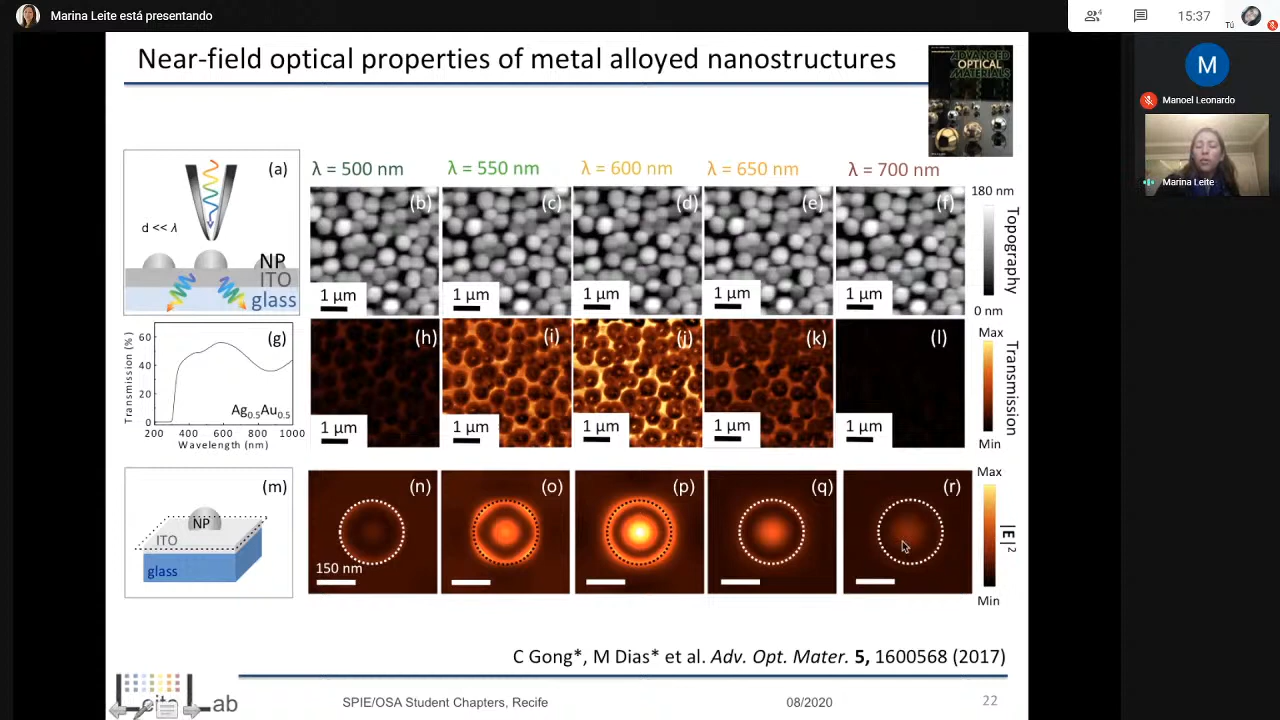 Marina Leite está presentando
4
15:37
Tú
M
Manoel Leonardo
Marina Leite
Near-field optical properties of metal alloyed nanostructures
ADVANCED
OPTICAL
MATERIALS
(a)
d << λ
NP
ITO
glass
λ = 500 nm
λ = 550 nm
λ = 600 nm
λ = 650 nm
λ = 700 nm
(b)
(c)
(d)
(e)
(f)
1 μm
1 μm
1 μm
1 μm
1 μm
180 nm
Topography
0 nm
(g)
Transmission (%)
60
40
20
0
Ag0.5Au0.5
200 400 600 800 1000
Wavelength (nm)
(h)
(i)
(j)
(k)
(l)
1 μm
1 μm
1 μm
1 μm
1 μm
Max
Transmission
Min
(m)
NP
ITO
glass
(n)
(o)
(p)
(q)
(r)
150 nm
Max
|E|²
Min
C Gong*, M Dias* et al. Adv. Opt. Mater. 5, 1600568 (2017)
ab
SPIE/OSA Student Chapters, Recife
08/2020
22